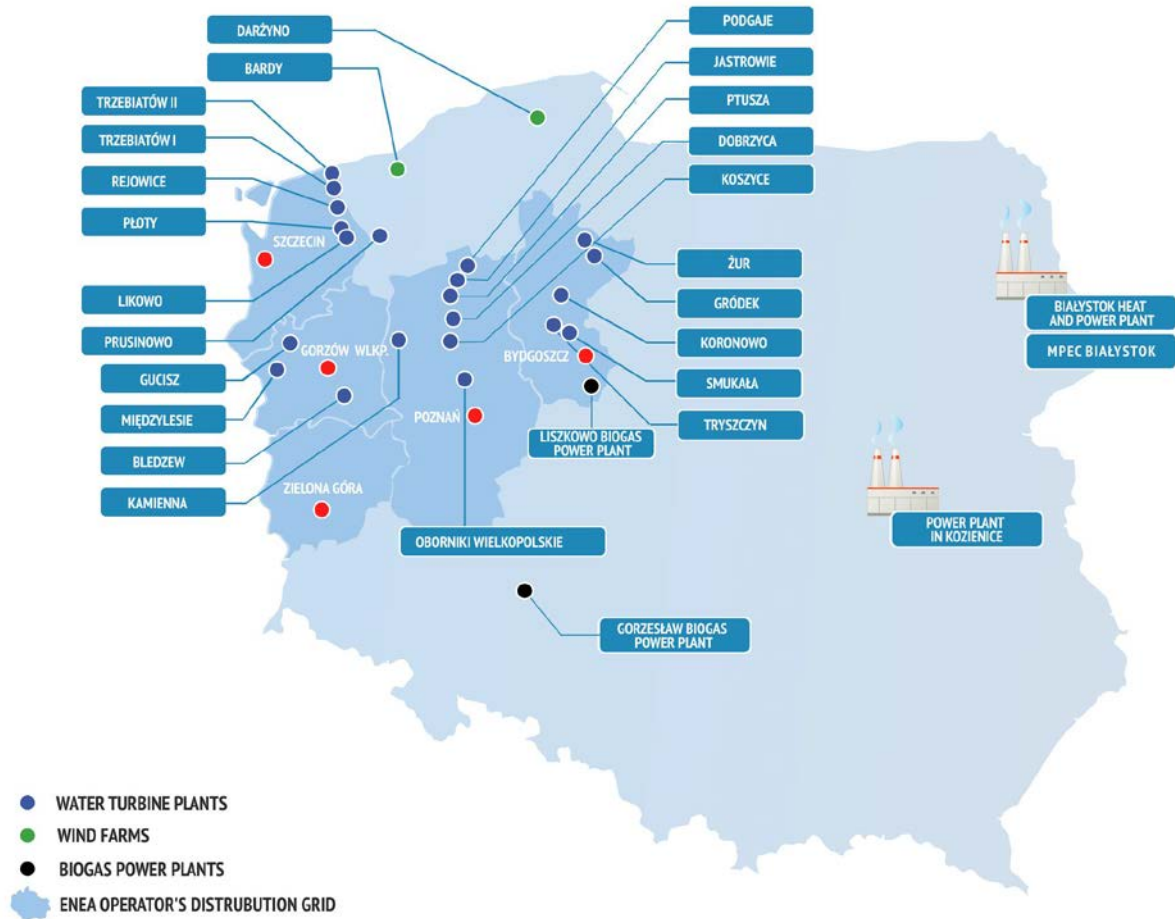 DARŻYNO
BARDY
TRZEBIATÓW II
TRZEBIATÓW I
REJOWICE
PŁOTY
LIKOWO
PRUSINOWO
GUCISZ
MIĘDZYLESIE
BLEDZEW
KAMIENNA
PODGAJE
JASTROWIE
PTUSZA
DOBRZYCA
KOSZYCE
ŻUR
GRÓDEK
KORONOWO
SMUKAŁA
TRYSZCZYN
SZCZECIN
GORZÓW WLKP.
BYDGOSZCZ
POZNAŃ
ZIELONA GÓRA
LISZKOWO BIOGAS
POWER PLANT
OBORNIKI WIELKOPOLSKIE
GORZESŁAW BIOGAS
POWER PLANT
BIAŁYSTOK HEAT
AND POWER PLANT
MPEC BIAŁYSTOK
POWER PLANT
IN KOZIENICE
WATER TURBINE PLANTS
WIND FARMS
BIOGAS POWER PLANTS
ENEA OPERATOR'S DISTRUBUTION GRID